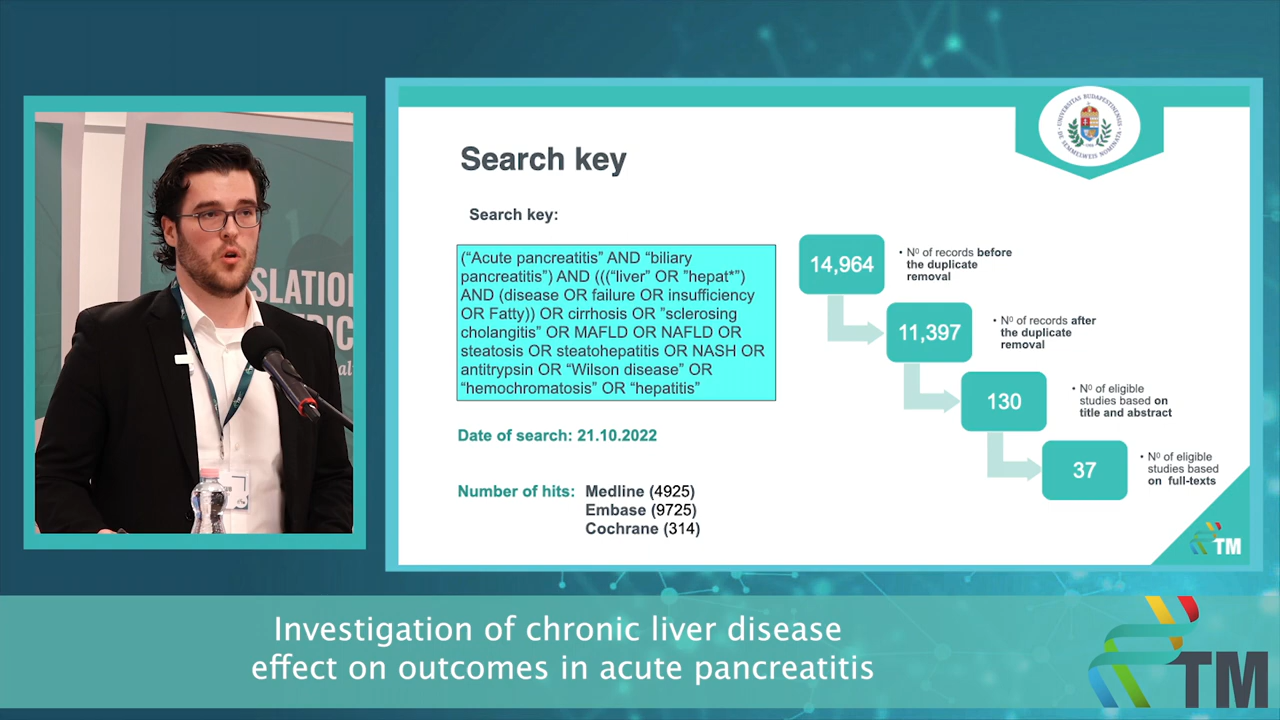 SLATION
Search key
Search key:
("Acute pancreatitis” AND “biliary
pancreatitis”) AND (((“liver” OR ”hepat*”)
AND (disease OR failure OR insufficiency
OR Fatty)) OR cirrhosis OR ”sclerosing
cholangitis” OR MAFLD OR NAFLD OR
steatosis OR steatohepatitis OR NASH OR
antitrypsin OR “Wilson disease” OR
“hemochromatosis” OR “hepatitis”
Date of search: 21.10.2022
Number of hits: Medline (4925)
Embase (9725)
Cochrane (314)
14,964
• Nº of records before
the duplicate
removal
11,397
• Nº of records after
the duplicate
removal
130
• Nº of eligible
studies based on
title and abstract
37
• Nº of eligible
studies based
on full-texts
UNIVERSITAS BUDAPESTINENSIS
DE SEMMELWEIS NOMINATA
TM
Investigation of chronic liver disease
effect on outcomes in acute pancreatitis
TM